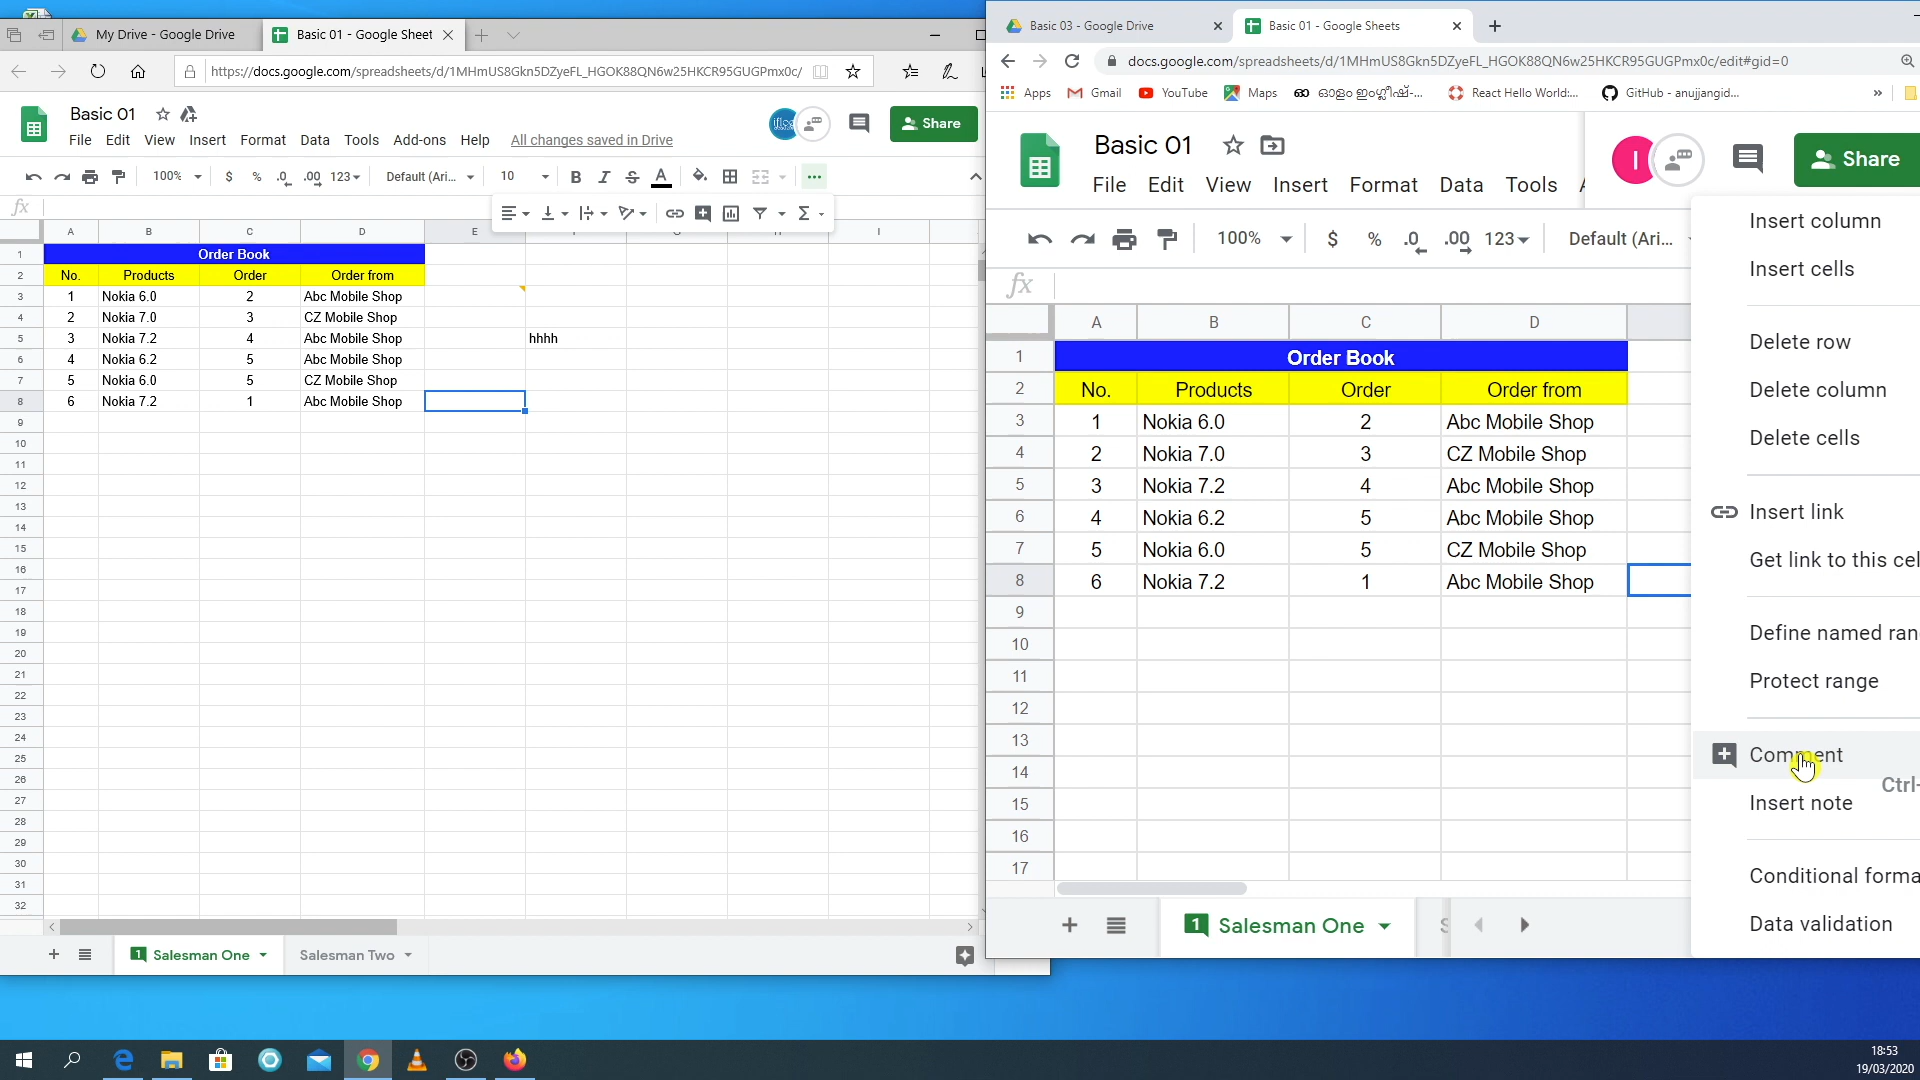 My Drive - Google Drive
Basic 01 - Google Sheet
https://docs.google.com/spreadsheets/d/1MHmUS8Gkn5DZyeFL_HGOK88QN6w25HKCR95GUGPmx0c/
Basic 01
File Edit View Insert Format Data Tools Add-ons Help All changes saved in Drive
Share
100% $ % .0 .00 123 Default (Ari... 10 B I S A
fx
A B C D E I
1 Order Book
2 No. Products Order Order from
3 1 Nokia 6.0 2 Abc Mobile Shop
4 2 Nokia 7.0 3 CZ Mobile Shop
5 3 Nokia 7.2 4 Abc Mobile Shop hhhh
6 4 Nokia 6.2 5 Abc Mobile Shop
7 5 Nokia 6.0 5 CZ Mobile Shop
8 6 Nokia 7.2 1 Abc Mobile Shop
9
10
11
12
13
14
15
16
17
18
19
20
21
22
23
24
25
26
27
28
29
30
31
32
1 Salesman One Salesman Two
Basic 03 - Google Drive
Basic 01 - Google Sheets
docs.google.com/spreadsheets/d/1MHmUS8Gkn5DZyeFL_HGOK88QN6w25HKCR95GUGPmx0c/edit#gid=0
Apps Gmail YouTube Maps ഓളം ഇംഗ്ലീഷ്-... React Hello World:... GitHub - anujjangid... »
Basic 01
File Edit View Insert Format Data Tools
I
Share
100% $ % .0 .00 123 Default (Ari...
fx
A B C D
1 Order Book
2 No. Products Order Order from
3 1 Nokia 6.0 2 Abc Mobile Shop
4 2 Nokia 7.0 3 CZ Mobile Shop
5 3 Nokia 7.2 4 Abc Mobile Shop
6 4 Nokia 6.2 5 Abc Mobile Shop
7 5 Nokia 6.0 5 CZ Mobile Shop
8 6 Nokia 7.2 1 Abc Mobile Shop
9
10
11
12
13
14
15
16
17
1 Salesman One
Insert column
Insert cells
Delete row
Delete column
Delete cells
Insert link
Get link to this cel
Define named ran
Protect range
Comment
Ctrl-
Insert note
Conditional forma
Data validation
18:53
19/03/2020